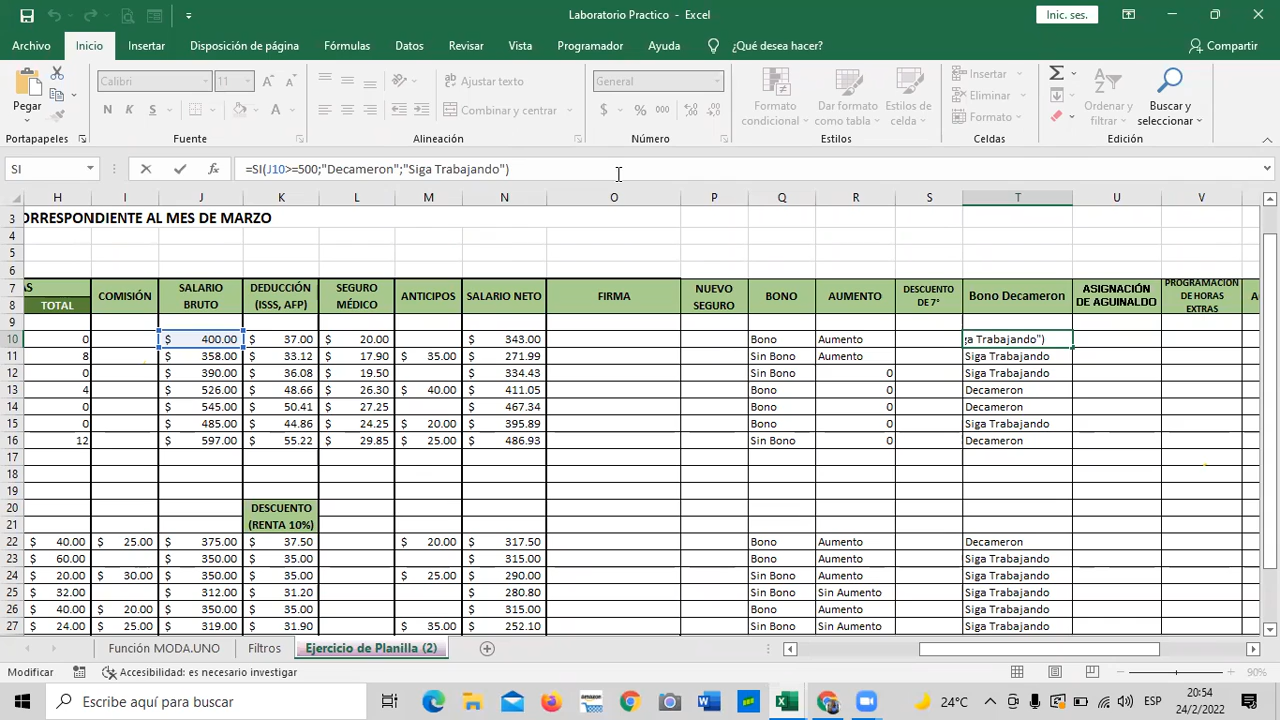 Laboratorio Practico - Excel
Inic. ses.
Archivo Inicio Insertar Disposición de página Fórmulas Datos Revisar Vista Programador Ayuda ¿Qué desea hacer? Compartir
Pegar
Calibri 11
N K S
Ajustar texto
Combinar y centrar
General
$ % 000
Formato condicional
Dar formato como tabla
Estilos de celda
Insertar
Eliminar
Formato
Ordenar y filtrar
Buscar y seleccionar
Portapapeles Fuente Alineación Número Estilos Celdas Edición
SI =SI(J10>=500;"Decameron";"Siga Trabajando")
H I J K L M N O P Q R S T U V
3 ORRESPONDIENTE AL MES DE MARZO
4
5
6
7 AS COMISIÓN SALARIO BRUTO DEDUCCIÓN (ISSS, AFP) SEGURO MÉDICO ANTICIPOS SALARIO NETO FIRMA NUEVO SEGURO BONO AUMENTO DESCUENTO DE 7° Bono Decameron ASIGNACIÓN DE AGUINALDO PROGRAMACION DE HORAS EXTRAS
8 TOTAL
9
10 0 $ 400.00 $ 37.00 $ 20.00 $ 343.00 Bono Aumento ga Trabajando")
11 8 $ 358.00 $ 33.12 $ 17.90 $ 35.00 $ 271.99 Sin Bono Aumento Siga Trabajando
12 0 $ 390.00 $ 36.08 $ 19.50 $ 334.43 Sin Bono 0 Siga Trabajando
13 4 $ 526.00 $ 48.66 $ 26.30 $ 40.00 $ 411.05 Bono 0 Decameron
14 0 $ 545.00 $ 50.41 $ 27.25 $ 467.34 Bono 0 Decameron
15 0 $ 485.00 $ 44.86 $ 24.25 $ 20.00 $ 395.89 Bono 0 Siga Trabajando
16 12 $ 597.00 $ 55.22 $ 29.85 $ 25.00 $ 486.93 Sin Bono 0 Decameron
17
18
19
20 DESCUENTO
21 (RENTA 10%)
22 $ 40.00 $ 25.00 $ 375.00 $ 37.50 $ 20.00 $ 317.50 Bono Aumento Decameron
23 $ 60.00 $ 350.00 $ 35.00 $ 315.00 Bono Aumento Siga Trabajando
24 $ 20.00 $ 30.00 $ 350.00 $ 35.00 $ 25.00 $ 290.00 Sin Bono Aumento Siga Trabajando
25 $ 32.00 $ 312.00 $ 31.20 $ 280.80 Sin Bono Sin Aumento Siga Trabajando
26 $ 40.00 $ 20.00 $ 350.00 $ 35.00 $ 315.00 Bono Aumento Siga Trabajando
27 $ 24.00 $ 25.00 $ 319.00 $ 31.90 $ 35.00 $ 252.10 Sin Bono Sin Aumento Siga Trabajando
Función MODA.UNO Filtros Ejercicio de Planilla (2)
Modificar Accesibilidad: es necesario investigar 90%
Escribe aquí para buscar amazon 24°C ESP 20:54
24/2/2022